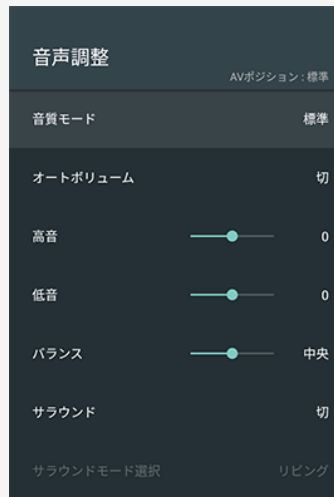 音声調整
AVポジション : 標準
音質モード 標準
オートボリューム 切
高音 0
低音 0
バランス 中央
サラウンド 切
サラウンドモード選択 リビング